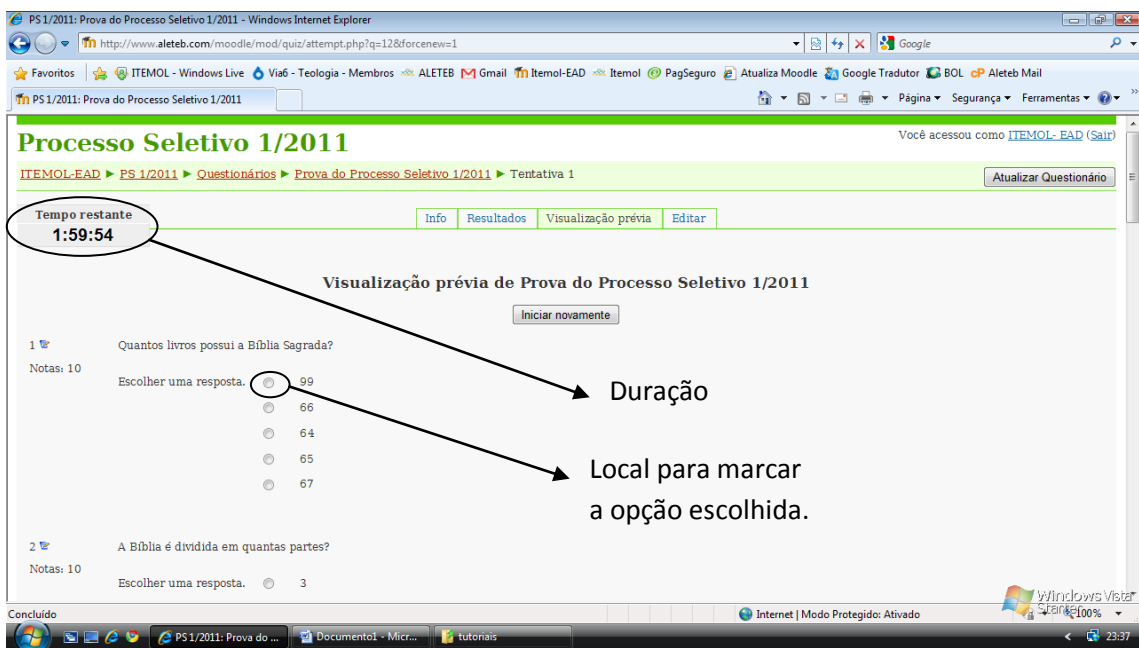 PS 1/2011: Prova do Processo Seletivo 1/2011 - Windows Internet Explorer
http://www.aleteb.com/moodle/mod/quiz/attempt.php?q=12&forcenew=1
Google
Favoritos ITEMOL - Windows Live Via6 - Teologia - Membros ALETEB Gmail Itemol-EAD Itemol PagSeguro Atualiza Moodle Google Tradutor BOL Aleteb Mail
PS 1/2011: Prova do Processo Seletivo 1/2011
Página Segurança Ferramentas
Processo Seletivo 1/2011
Você acessou como ITEMOL- EAD (Sair)
ITEMOL-EAD ► PS 1/2011 ► Questionários ► Prova do Processo Seletivo 1/2011 ► Tentativa 1
Atualizar Questionário
Tempo restante
1:59:54
Info Resultados Visualização prévia Editar
Visualização prévia de Prova do Processo Seletivo 1/2011
Iniciar novamente
1 Quantos livros possui a Bíblia Sagrada?
Notas: 10
Escolher uma resposta. 99
66
64
65
67
Duração
Local para marcar
a opção escolhida.
2 A Bíblia é dividida em quantas partes?
Notas: 10
Escolher uma resposta. 3
Windows Vista
Starter
Concluído
Internet | Modo Protegido: Ativado
100%
PS 1/2011: Prova do ... Documento1 - Micr... tutoriais
23:37